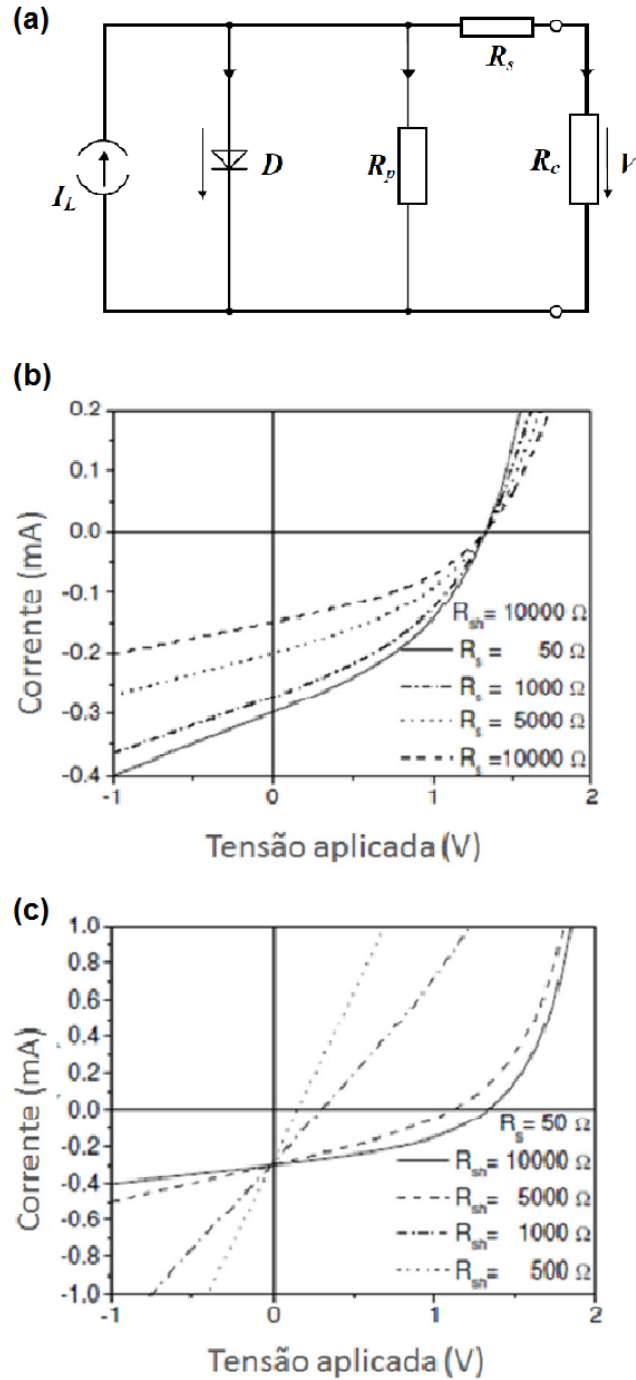 (a)
R_s
I_L
D
R_p
R_c
V
(b)
Corrente (mA)
0.2
0.1
0.0
-0.1
-0.2
-0.3
-0.4
R_sh = 10000 Ω
R_s = 50 Ω
R_s = 1000 Ω
R_s = 5000 Ω
R_s = 10000 Ω
-1
0
1
2
Tensão aplicada (V)
(c)
Corrente (mA)
1.0
0.8
0.6
0.4
0.2
0.0
-0.2
-0.4
-0.6
-0.8
-1.0
R_s = 50 Ω
R_sh = 10000 Ω
R_sh = 5000 Ω
R_sh = 1000 Ω
R_sh = 500 Ω
-1
0
1
2
Tensão aplicada (V)